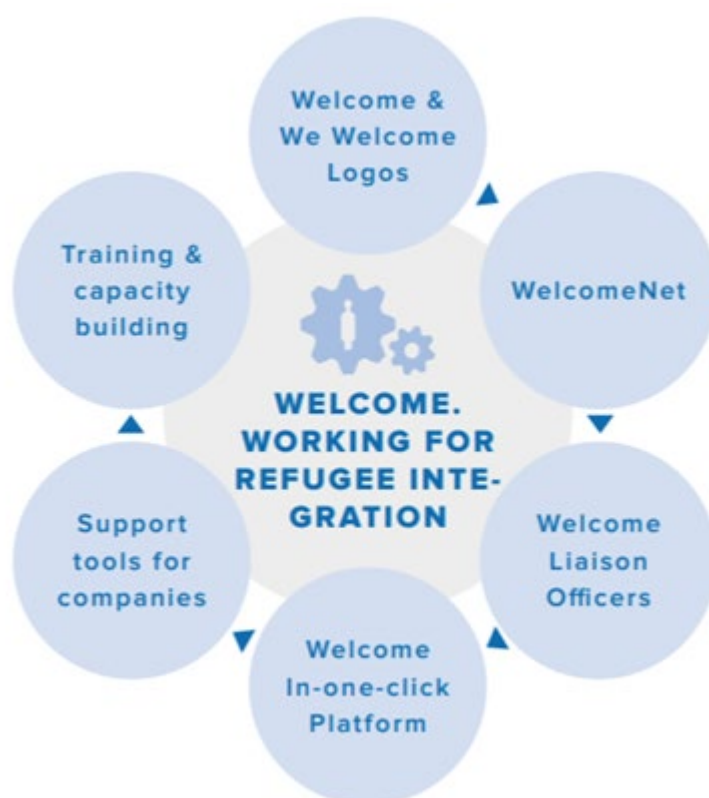 Welcome &
We Welcome
Logos
WelcomeNet
Welcome
Liaison
Officers
Welcome
In-one-click
Platform
Support
tools for
companies
Training &
capacity
building
WELCOME.
WORKING FOR
REFUGEE INTE-
GRATION